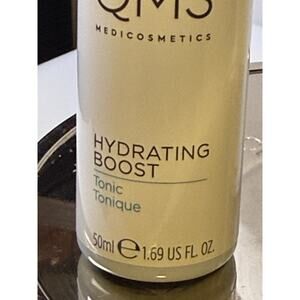 QMS
MEDICOSMETICS
HYDRATING
BOOST
Tonic
Tonique
50ml ℮ 1.69 US FL. OZ.